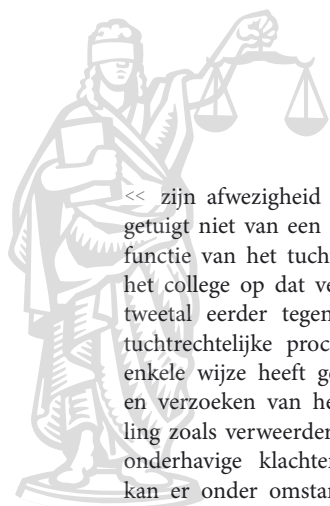 << zijn afwezigheid
getuigt niet van een
functie van het tuch
het college op dat ve
tweetal eerder tegen
tuchtrechtelijke proc
enkele wijze heeft ge
en verzoeken van he
ling zoals verweerder
onderhavige klachten
kan er onder omstan